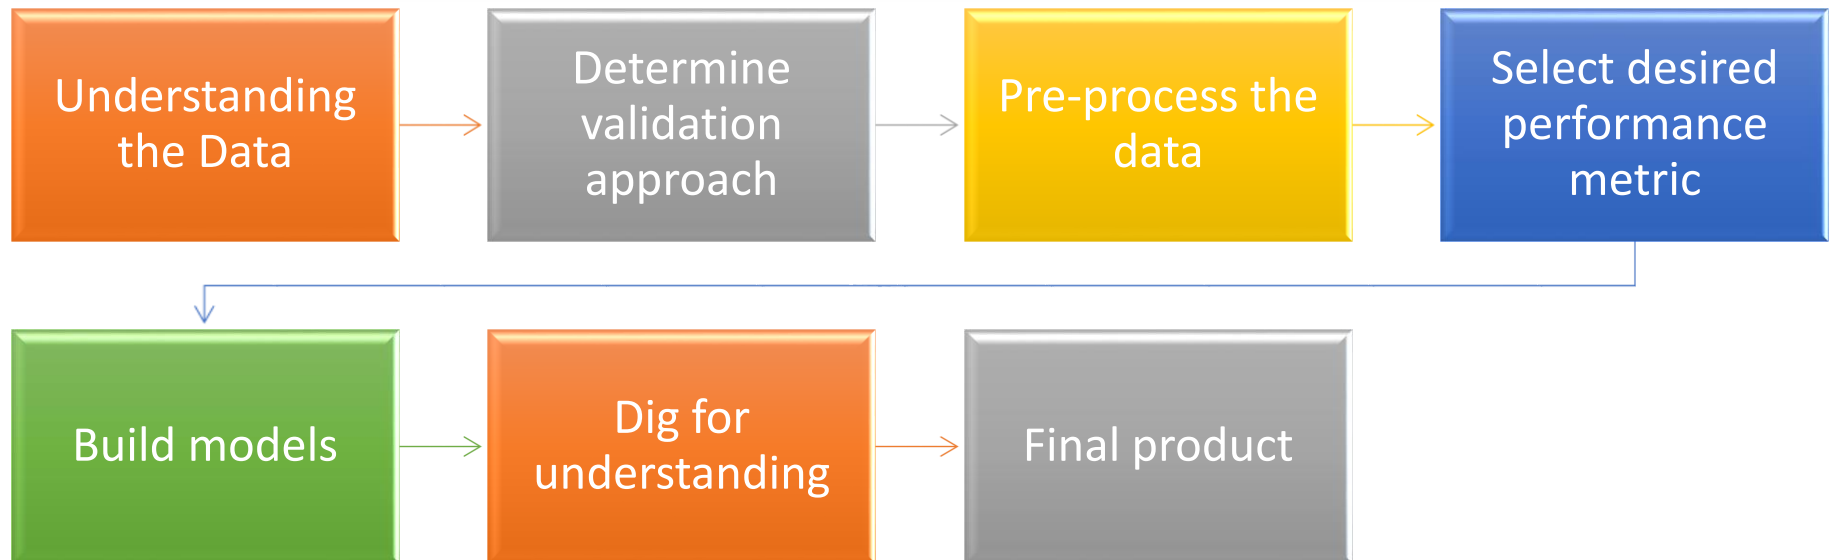 Understanding
the Data
Determine
validation
approach
Pre-process the
data
Select desired
performance
metric
Build models
Dig for
understanding
Final product